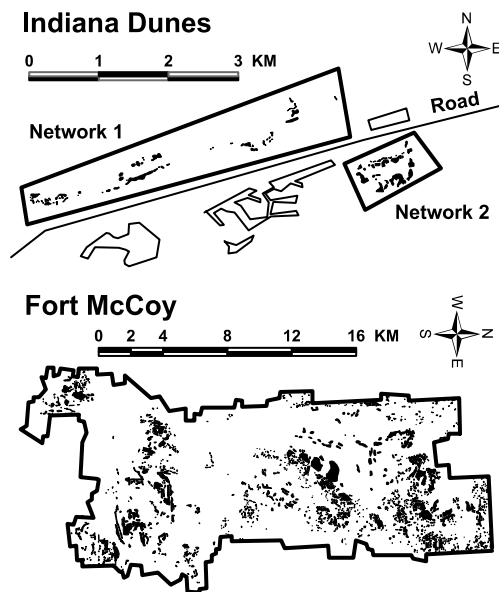 Indiana Dunes
0 1 2 3 KM
N
W E
S
Road
Network 1
Network 2
Fort McCoy
0 2 4 8 12 16 KM
W
S N
E